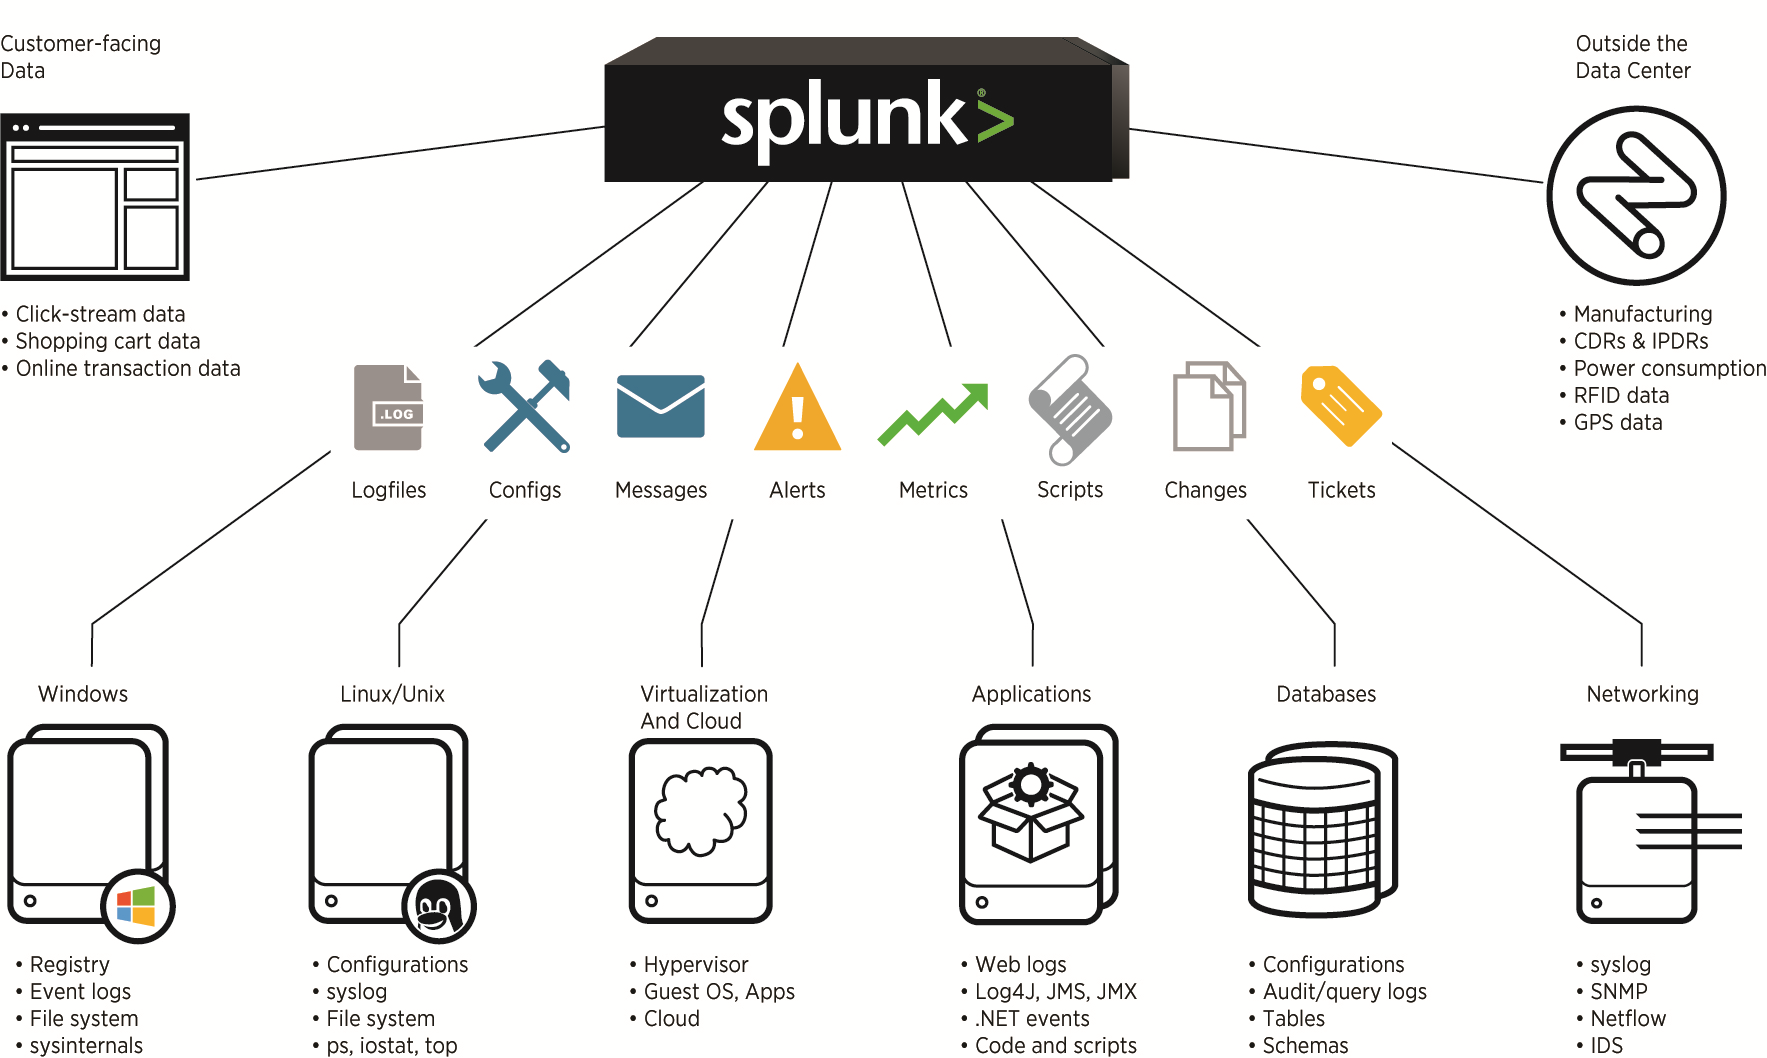 Customer-facing
Data
splunk>®
Outside the
Data Center
• Click-stream data
• Shopping cart data
• Online transaction data
• Manufacturing
• CDRs & IPDRs
• Power consumption
• RFID data
• GPS data
.LOG
Logfiles
Configs
Messages
Alerts
Metrics
Scripts
Changes
Tickets
Windows
Linux/Unix
Virtualization
And Cloud
Applications
Databases
Networking
• Registry
• Event logs
• File system
• sysinternals
• Configurations
• syslog
• File system
• ps, iostat, top
• Hypervisor
• Guest OS, Apps
• Cloud
• Web logs
• Log4J, JMS, JMX
• .NET events
• Code and scripts
• Configurations
• Audit/query logs
• Tables
• Schemas
• syslog
• SNMP
• Netflow
• IDS